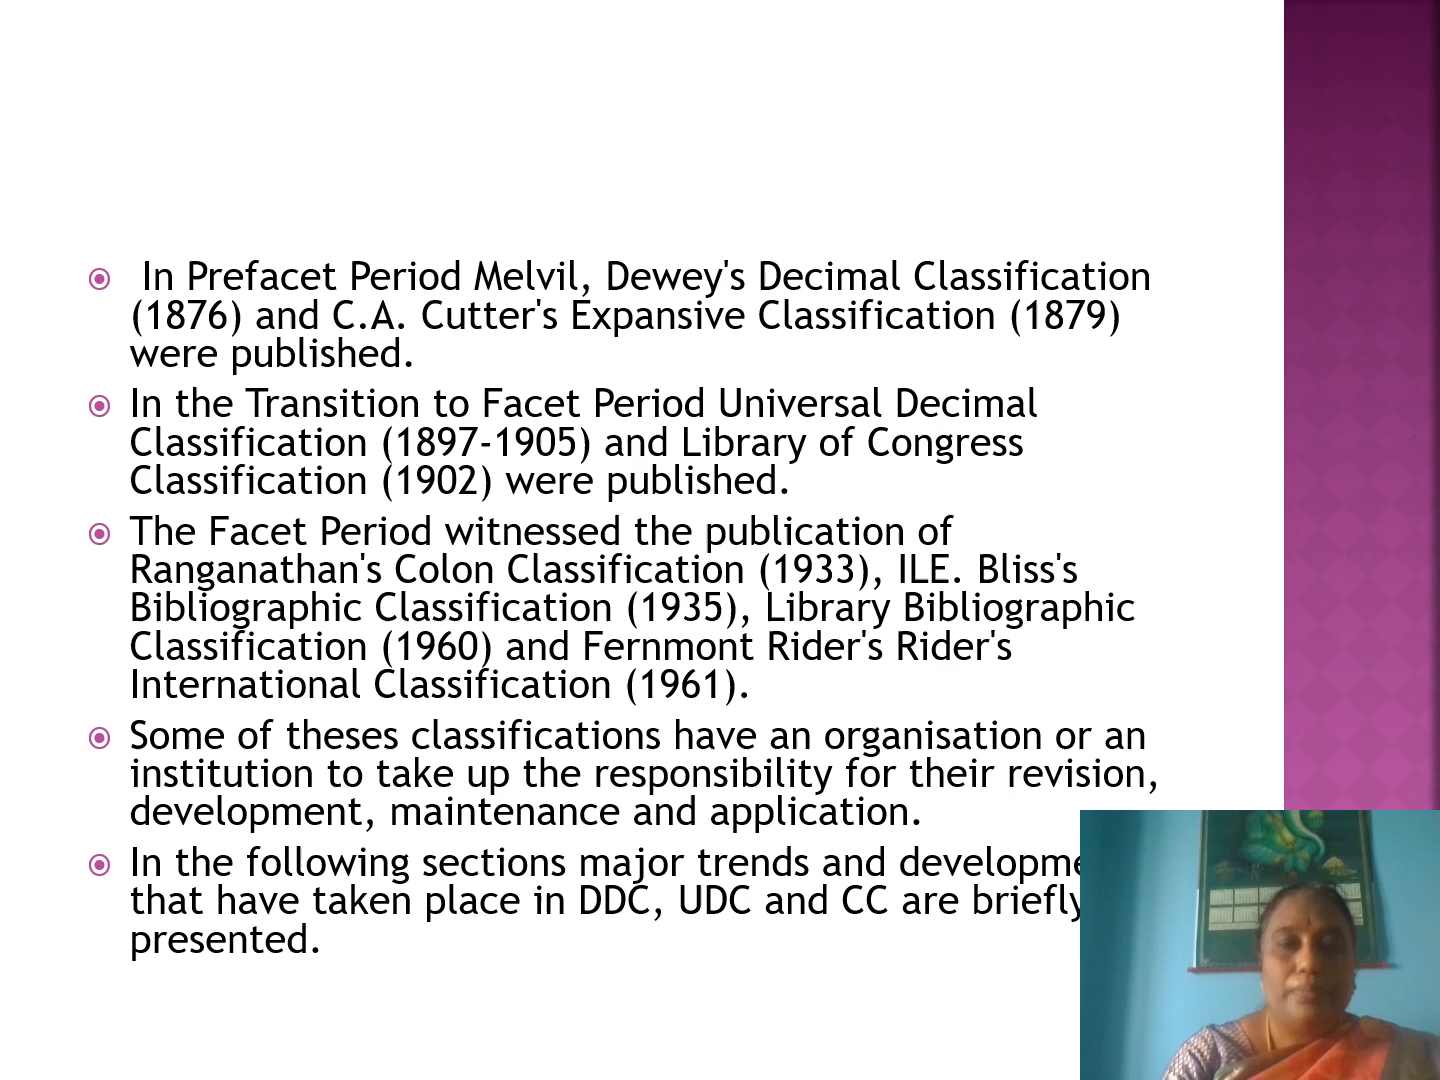 In Prefacet Period Melvil, Dewey's Decimal Classification
(1876) and C.A. Cutter's Expansive Classification (1879)
were published.
In the Transition to Facet Period Universal Decimal
Classification (1897-1905) and Library of Congress
Classification (1902) were published.
The Facet Period witnessed the publication of
Ranganathan's Colon Classification (1933), ILE. Bliss's
Bibliographic Classification (1935), Library Bibliographic
Classification (1960) and Fernmont Rider's Rider's
International Classification (1961).
Some of theses classifications have an organisation or an
institution to take up the responsibility for their revision,
development, maintenance and application.
In the following sections major trends and developme
that have taken place in DDC, UDC and CC are briefly
presented.